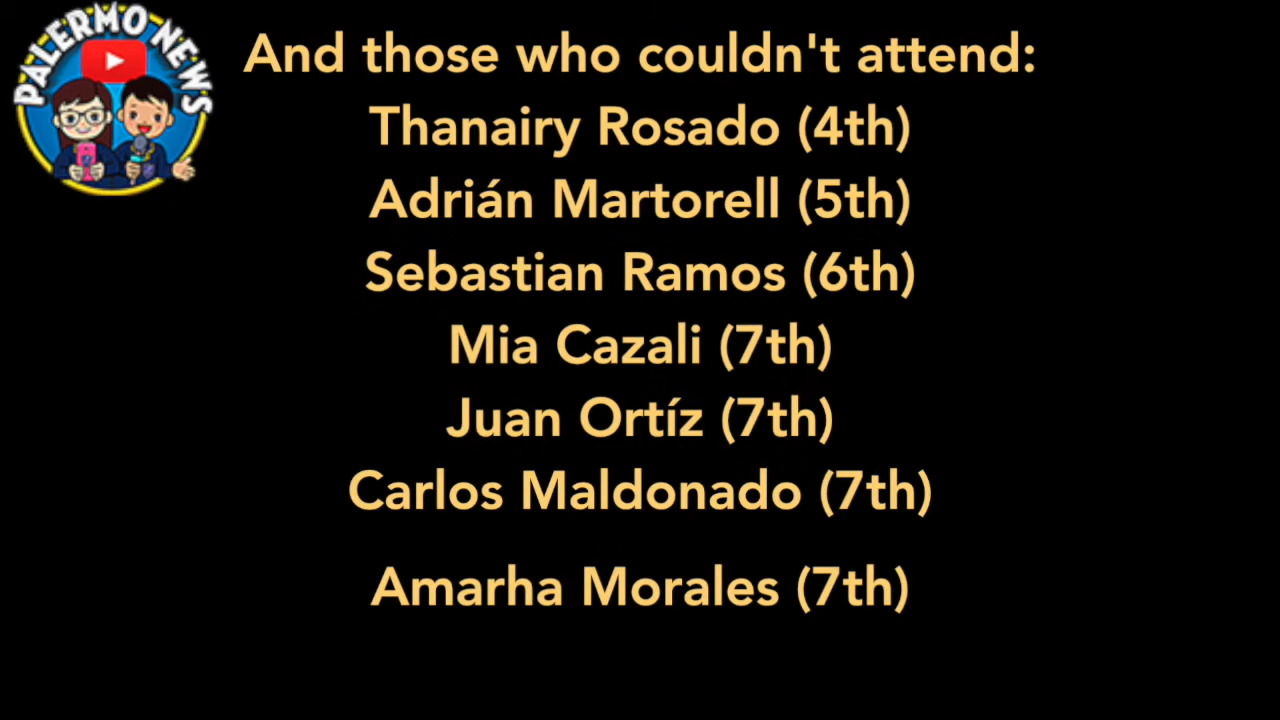 PALERMO NEWS
And those who couldn't attend:
Thanairy Rosado (4th)
Adrián Martorell (5th)
Sebastian Ramos (6th)
Mia Cazali (7th)
Juan Ortíz (7th)
Carlos Maldonado (7th)
Amarha Morales (7th)